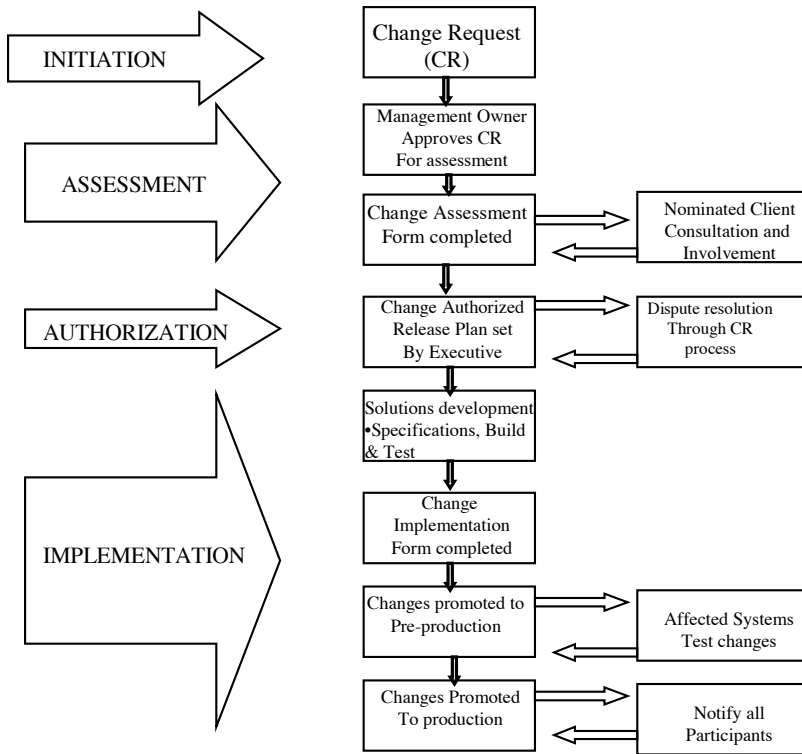 INITIATION
Change Request
(CR)
Management Owner
Approves CR
For assessment
ASSESSMENT
Change Assessment
Form completed
Nominated Client
Consultation and
Involvement
AUTHORIZATION
Change Authorized
Release Plan set
By Executive
Dispute resolution
Through CR
process
Solutions development
•Specifications, Build
& Test
IMPLEMENTATION
Change
Implementation
Form completed
Changes promoted to
Pre-production
Affected Systems
Test changes
Changes Promoted
To production
Notify all
Participants